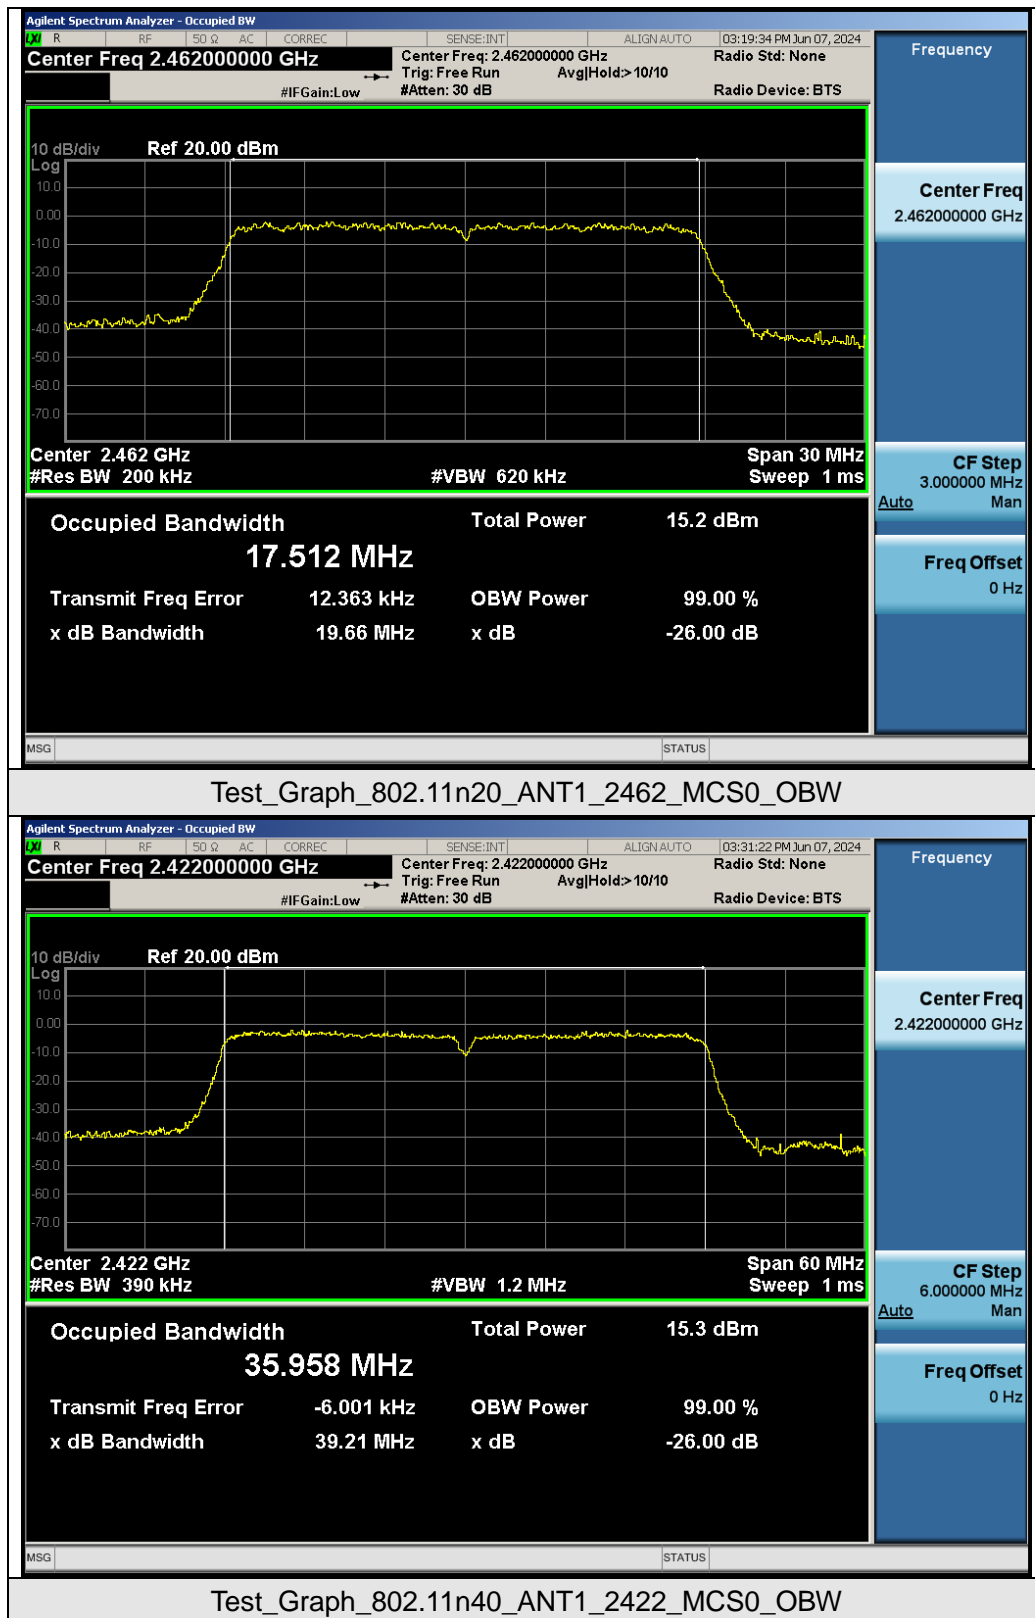 Agilent Spectrum Analyzer - Occupied BW
LXI R RF 50 Ω AC CORREC SENSE:INT ALIGN AUTO 03:19:34 PM Jun 07, 2024
Center Freq 2.462000000 GHz Center Freq: 2.462000000 GHz Radio Std: None
Trig: Free Run Avg|Hold:> 10/10
#IFGain:Low #Atten: 30 dB Radio Device: BTS
Frequency
10 dB/div Ref 20.00 dBm
Log
10.0
0.00
-10.0
-20.0
-30.0
-40.0
-50.0
-60.0
-70.0
Center 2.462 GHz Span 30 MHz
#Res BW 200 kHz #VBW 620 kHz Sweep 1 ms
Center Freq
2.462000000 GHz
CF Step
3.000000 MHz
Auto Man
Freq Offset
0 Hz
Occupied Bandwidth Total Power 15.2 dBm
17.512 MHz
Transmit Freq Error 12.363 kHz OBW Power 99.00 %
x dB Bandwidth 19.66 MHz x dB -26.00 dB
MSG STATUS
Test_Graph_802.11n20_ANT1_2462_MCS0_OBW
Agilent Spectrum Analyzer - Occupied BW
LXI R RF 50 Ω AC CORREC SENSE:INT ALIGN AUTO 03:31:22 PM Jun 07, 2024
Center Freq 2.422000000 GHz Center Freq: 2.422000000 GHz Radio Std: None
Trig: Free Run Avg|Hold:> 10/10
#IFGain:Low #Atten: 30 dB Radio Device: BTS
Frequency
10 dB/div Ref 20.00 dBm
Log
10.0
0.00
-10.0
-20.0
-30.0
-40.0
-50.0
-60.0
-70.0
Center 2.422 GHz Span 60 MHz
#Res BW 390 kHz #VBW 1.2 MHz Sweep 1 ms
Center Freq
2.422000000 GHz
CF Step
6.000000 MHz
Auto Man
Freq Offset
0 Hz
Occupied Bandwidth Total Power 15.3 dBm
35.958 MHz
Transmit Freq Error -6.001 kHz OBW Power 99.00 %
x dB Bandwidth 39.21 MHz x dB -26.00 dB
MSG STATUS
Test_Graph_802.11n40_ANT1_2422_MCS0_OBW